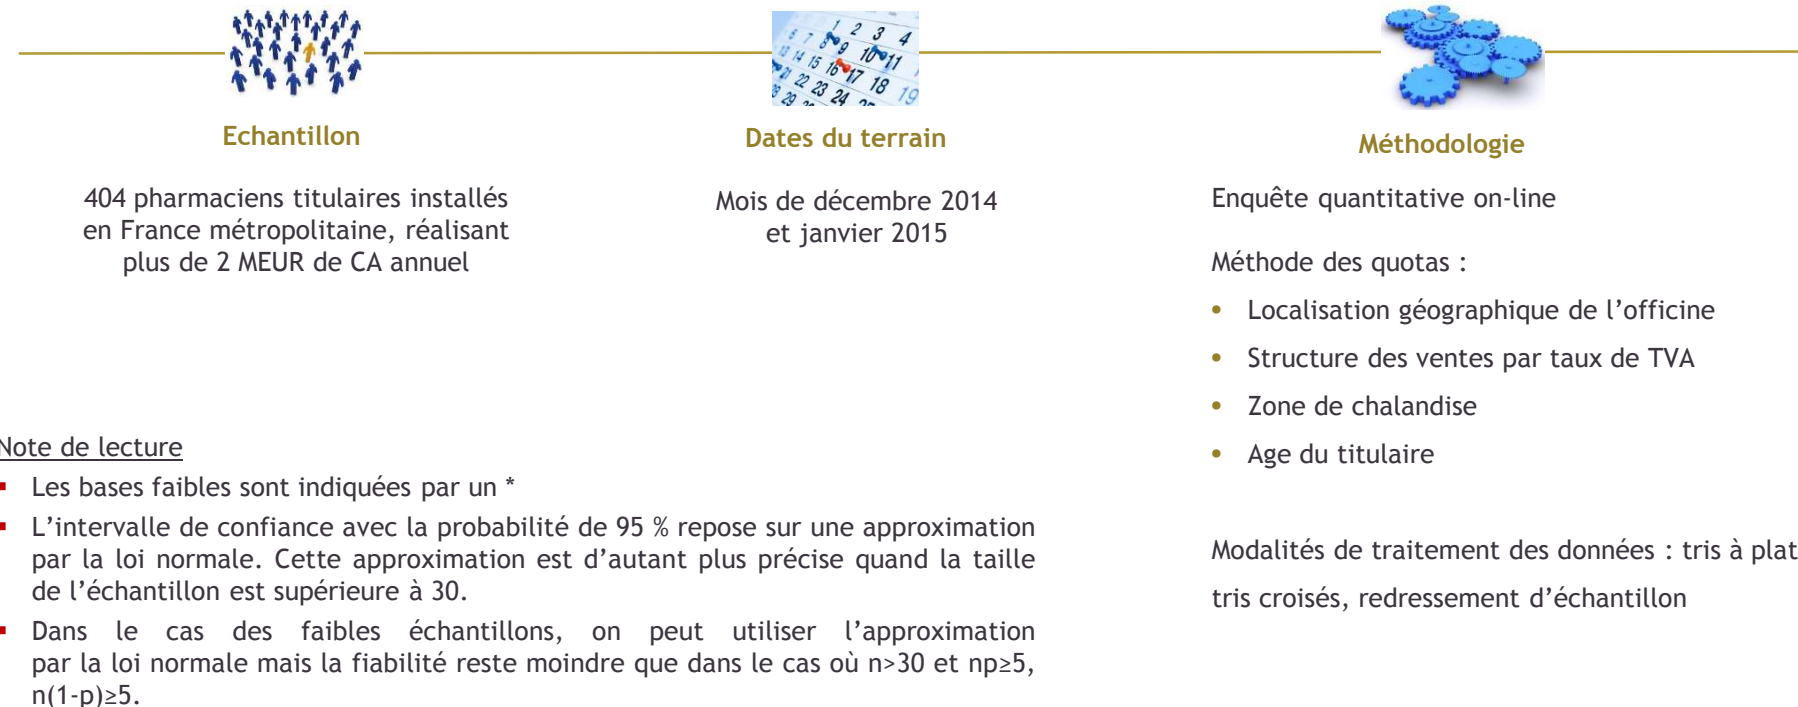 Echantillon
404 pharmaciens titulaires installés
en France métropolitaine, réalisant
plus de 2 MEUR de CA annuel
Dates du terrain
Mois de décembre 2014
et janvier 2015
Méthodologie
Enquête quantitative on-line
Méthode des quotas :
• Localisation géographique de l’officine
• Structure des ventes par taux de TVA
• Zone de chalandise
• Age du titulaire
Modalités de traitement des données : tris à plat
tris croisés, redressement d’échantillon
Note de lecture
▪ Les bases faibles sont indiquées par un *
▪ L’intervalle de confiance avec la probabilité de 95 % repose sur une approximation
par la loi normale. Cette approximation est d’autant plus précise quand la taille
de l’échantillon est supérieure à 30.
▪ Dans le cas des faibles échantillons, on peut utiliser l’approximation
par la loi normale mais la fiabilité reste moindre que dans le cas où n>30 et np≥5,
n(1-p)≥5.